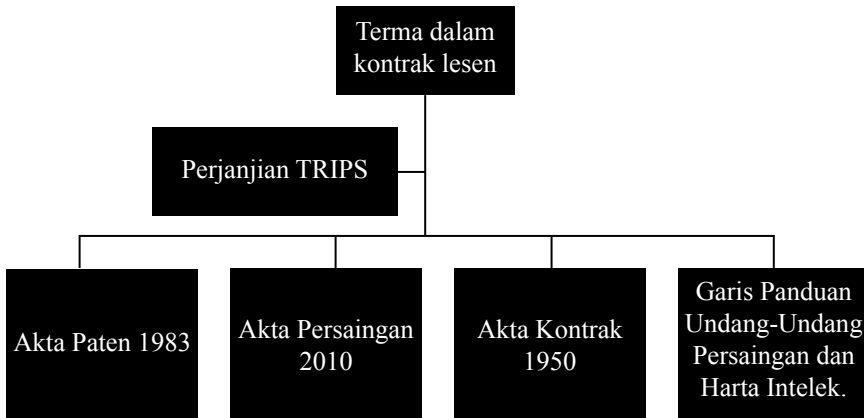 Terma dalam
kontrak lesen
Perjanjian TRIPS
Akta Paten 1983
Akta Persaingan
2010
Akta Kontrak
1950
Garis Panduan
Undang-Undang
Persaingan dan
Harta Intelek.